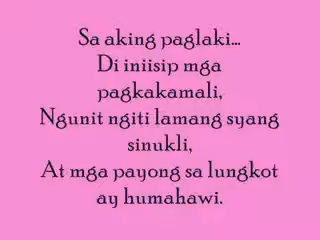 Sa aking paglaki...
Di iniisip mga
pagkakamali,
Ngunit ngiti lamang syang
sinukli,
At mga payong sa lungkot
ay humahawi.